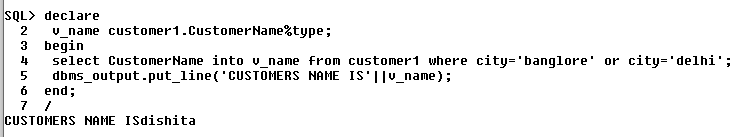 SQL> declare
  2   v_name customer1.CustomerName%type;
  3  begin
  4   select CustomerName into v_name from customer1 where city='banglore' or city='delhi';
  5   dbms_output.put_line('CUSTOMERS NAME IS'||v_name);
  6  end;
  7  /
CUSTOMERS NAME ISdishita